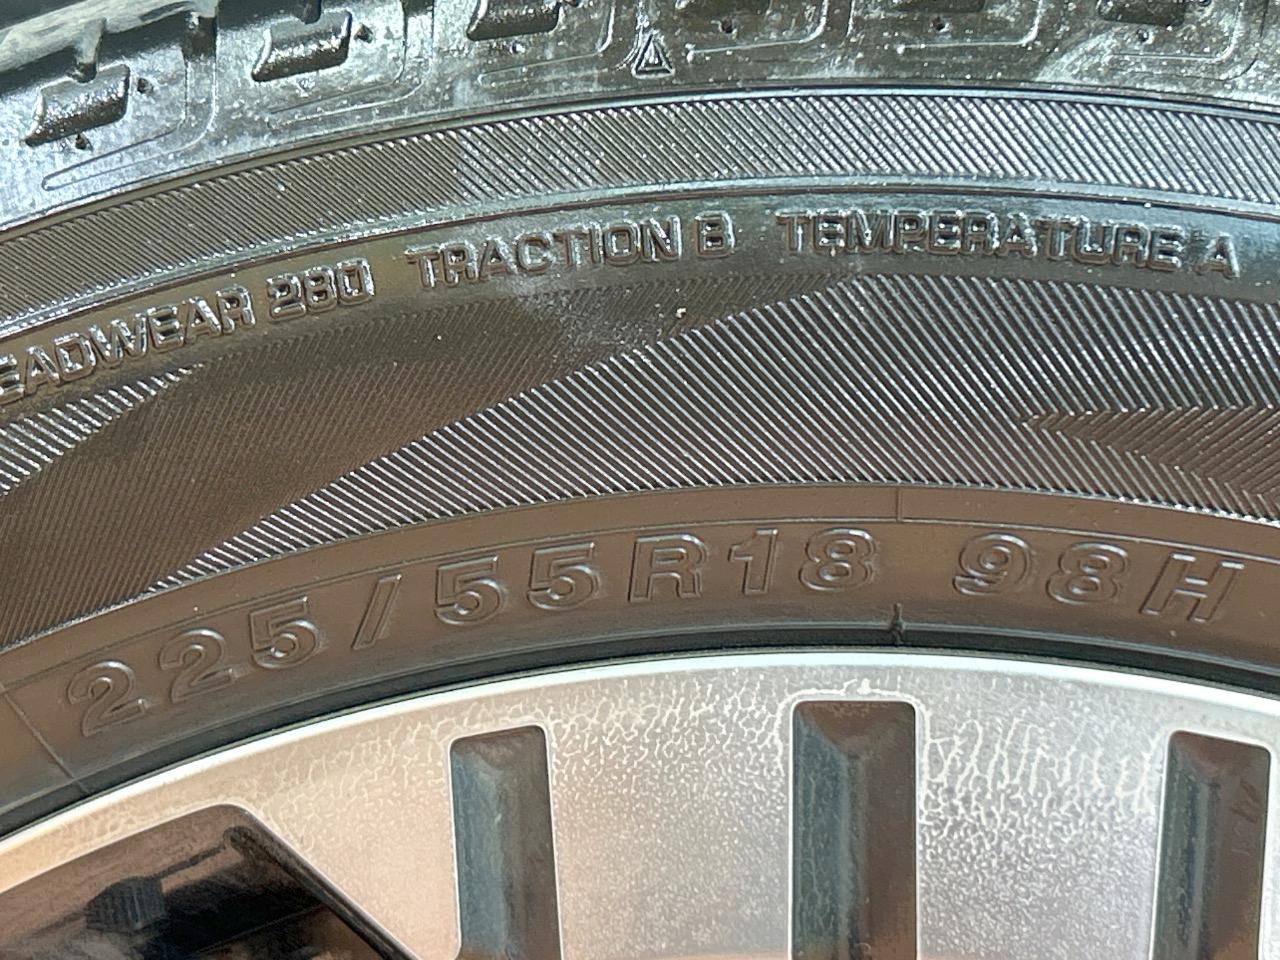 EADWEAR 280 TRACTION B TEMPERATURE A
225/55R18 98H